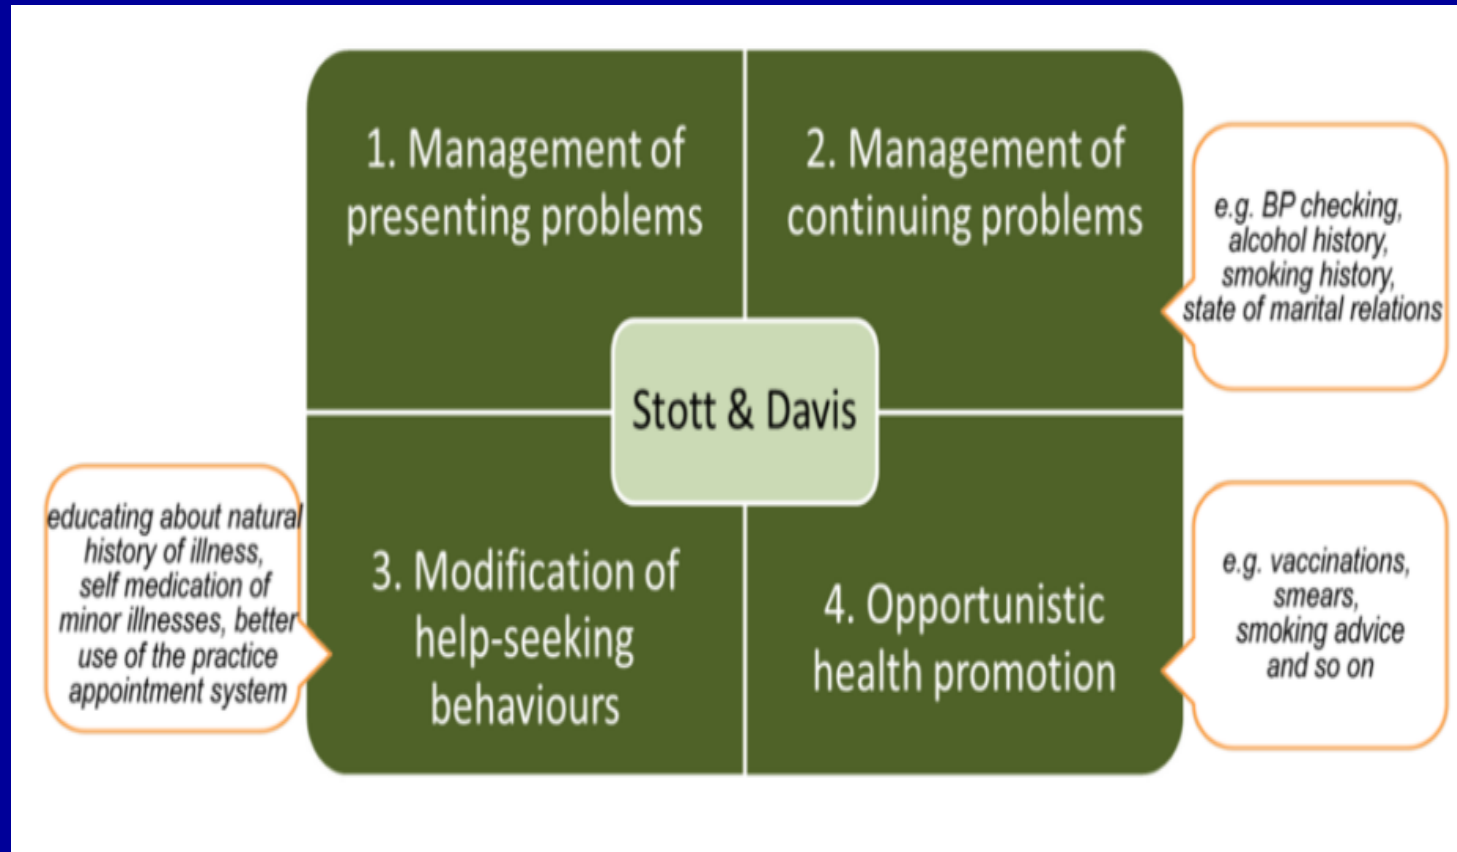 1. Management of
presenting problems
2. Management of
continuing problems
e.g. BP checking,
alcohol history,
smoking history,
state of marital relations
Stott & Davis
educating about natural
history of illness,
self medication of
minor illnesses, better
use of the practice
appointment system
3. Modification of
help-seeking
behaviours
4. Opportunistic
health promotion
e.g. vaccinations,
smears,
smoking advice
and so on